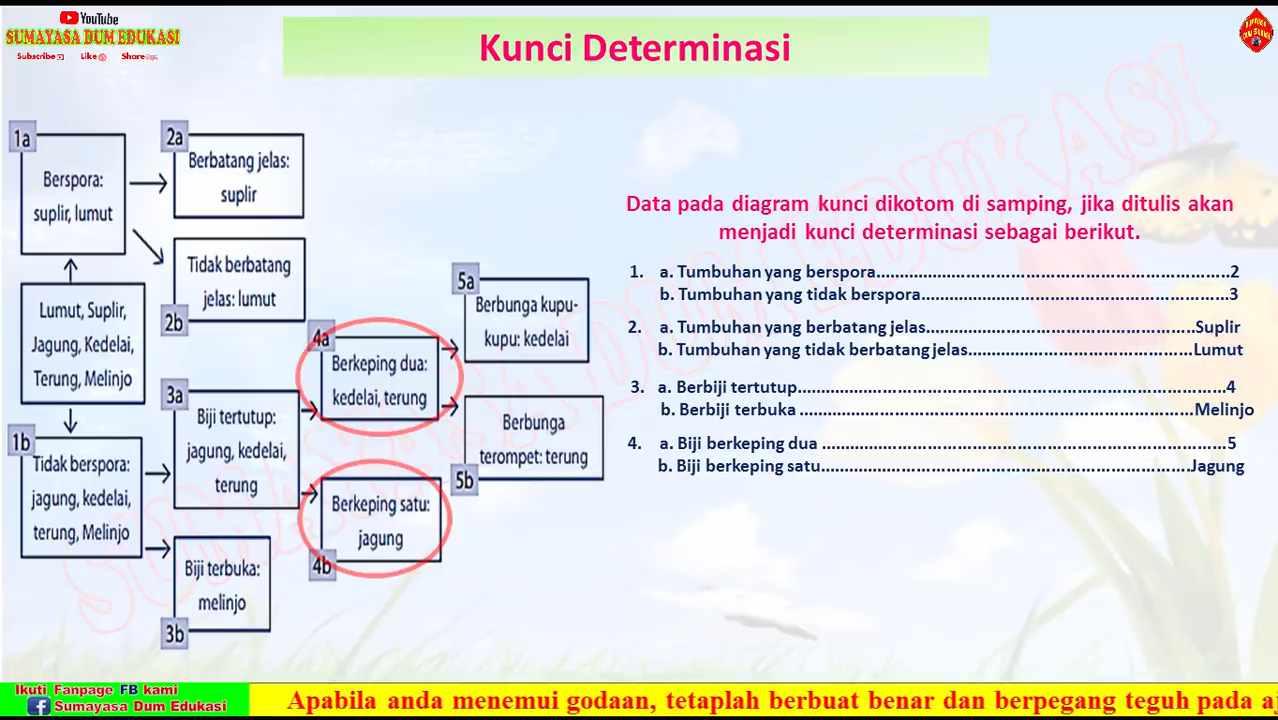 YouTube
SUMAYASA DUM EDUKASI
Subscribe Like Share
Kunci Determinasi
1a
Berspora:
suplir, lumut
2a
Berbatang jelas:
suplir
Tidak berbatang
jelas: lumut
2b
Lumut, Suplir,
Jagung, Kedelai,
Terung, Melinjo
1b
Tidak berspora:
jagung, kedelai,
terung, Melinjo
3a
Biji tertutup:
jagung, kedelai,
terung
Biji terbuka:
melinjo
3b
4a
Berkeping dua:
kedelai, terung
Berkeping satu:
jagung
4b
5a
Berbunga kupu-
kupu: kedelai
Berbunga
terompet: terung
5b
Data pada diagram kunci dikotom di samping, jika ditulis akan
menjadi kunci determinasi sebagai berikut.
1. a. Tumbuhan yang berspora...........................................................................2
b. Tumbuhan yang tidak berspora..................................................................3
2. a. Tumbuhan yang berbatang jelas.........................................................Suplir
b. Tumbuhan yang tidak berbatang jelas................................................Lumut
3. a. Berbiji tertutup...........................................................................................4
b. Berbiji terbuka ...................................................................................Melinjo
4. a. Biji berkeping dua ......................................................................................5
b. Biji berkeping satu..............................................................................Jagung
SUMAYASA DUM EDUKASI
Ikuti Fanpage FB kami
Sumayasa Dum Edukasi
Apabila anda menemui godaan, tetaplah berbuat benar dan berpegang teguh pada